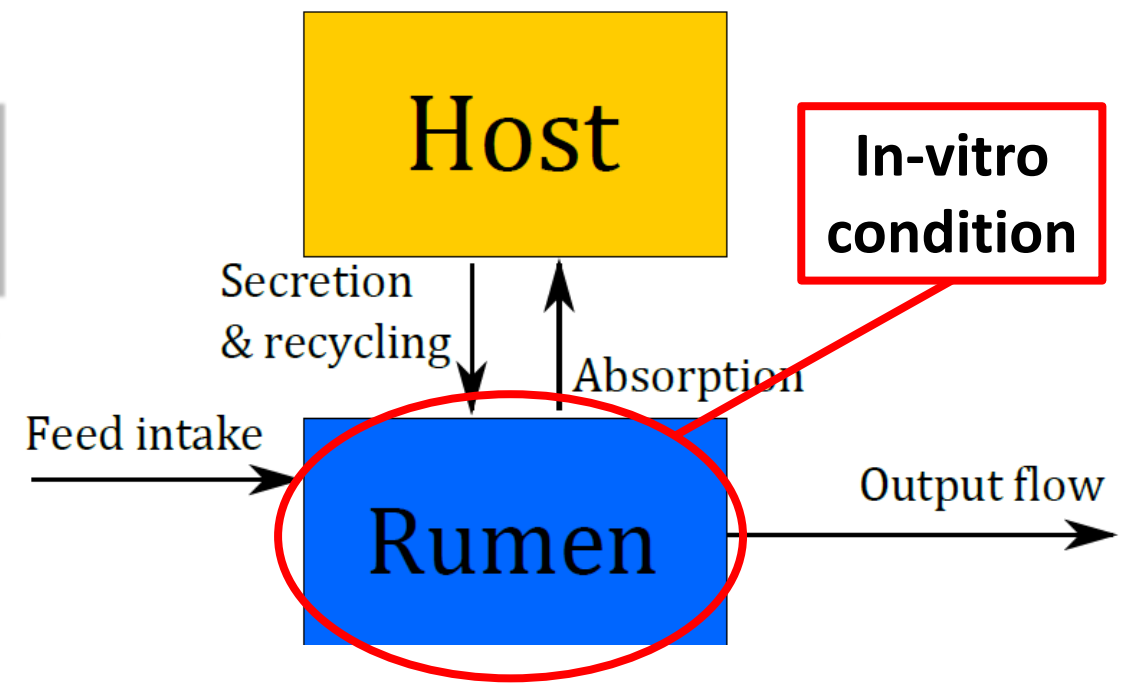 Host
In-vitro
condition
Secretion
& recycling
Absorption
Feed intake
Rumen
Output flow